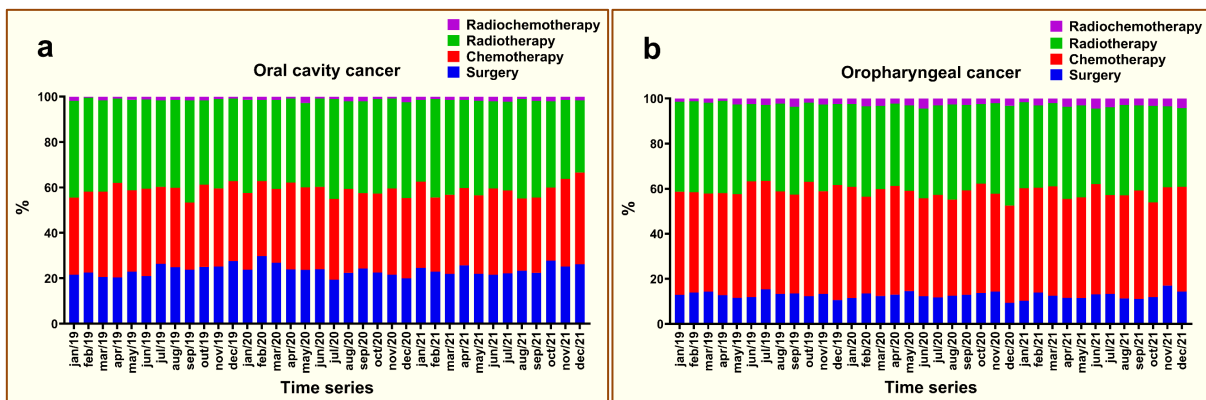 a
Oral cavity cancer
Radiochemotherapy
Radiotherapy
Chemotherapy
Surgery
100
80
60
40
20
0
%
jan/19
feb/19
mar/19
apr/19
may/19
jun/19
jul/19
aug/19
sep/19
out/19
nov/19
dec/19
jan/20
feb/20
mar/20
apr/20
may/20
jun/20
jul/20
aug/20
sep/20
oct/20
nov/20
dec/20
jan/21
feb/21
mar/21
apr/21
may/21
jun/21
jul/21
aug/21
sep/21
oct/21
nov/21
dec/21
Time series
b
Oropharyngeal cancer
Radiochemotherapy
Radiotherapy
Chemotherapy
Surgery
100
80
60
40
20
0
%
jan/19
feb/19
mar/19
apr/19
may/19
jun/19
jul/19
aug/19
sep/19
out/19
nov/19
dec/19
jan/20
feb/20
mar/20
apr/20
may/20
jun/20
jul/20
aug/20
sep/20
oct/20
nov/20
dec/20
jan/21
feb/21
mar/21
apr/21
may/21
jun/21
jul/21
aug/21
sep/21
oct/21
nov/21
dec/21
Time series